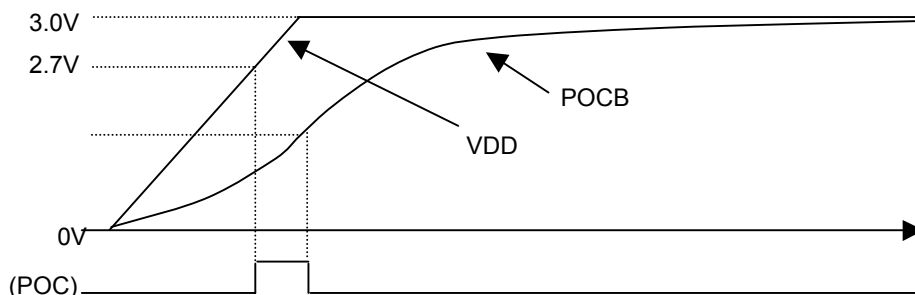 3.0V
2.7V
POCB
VDD
0V
(POC)